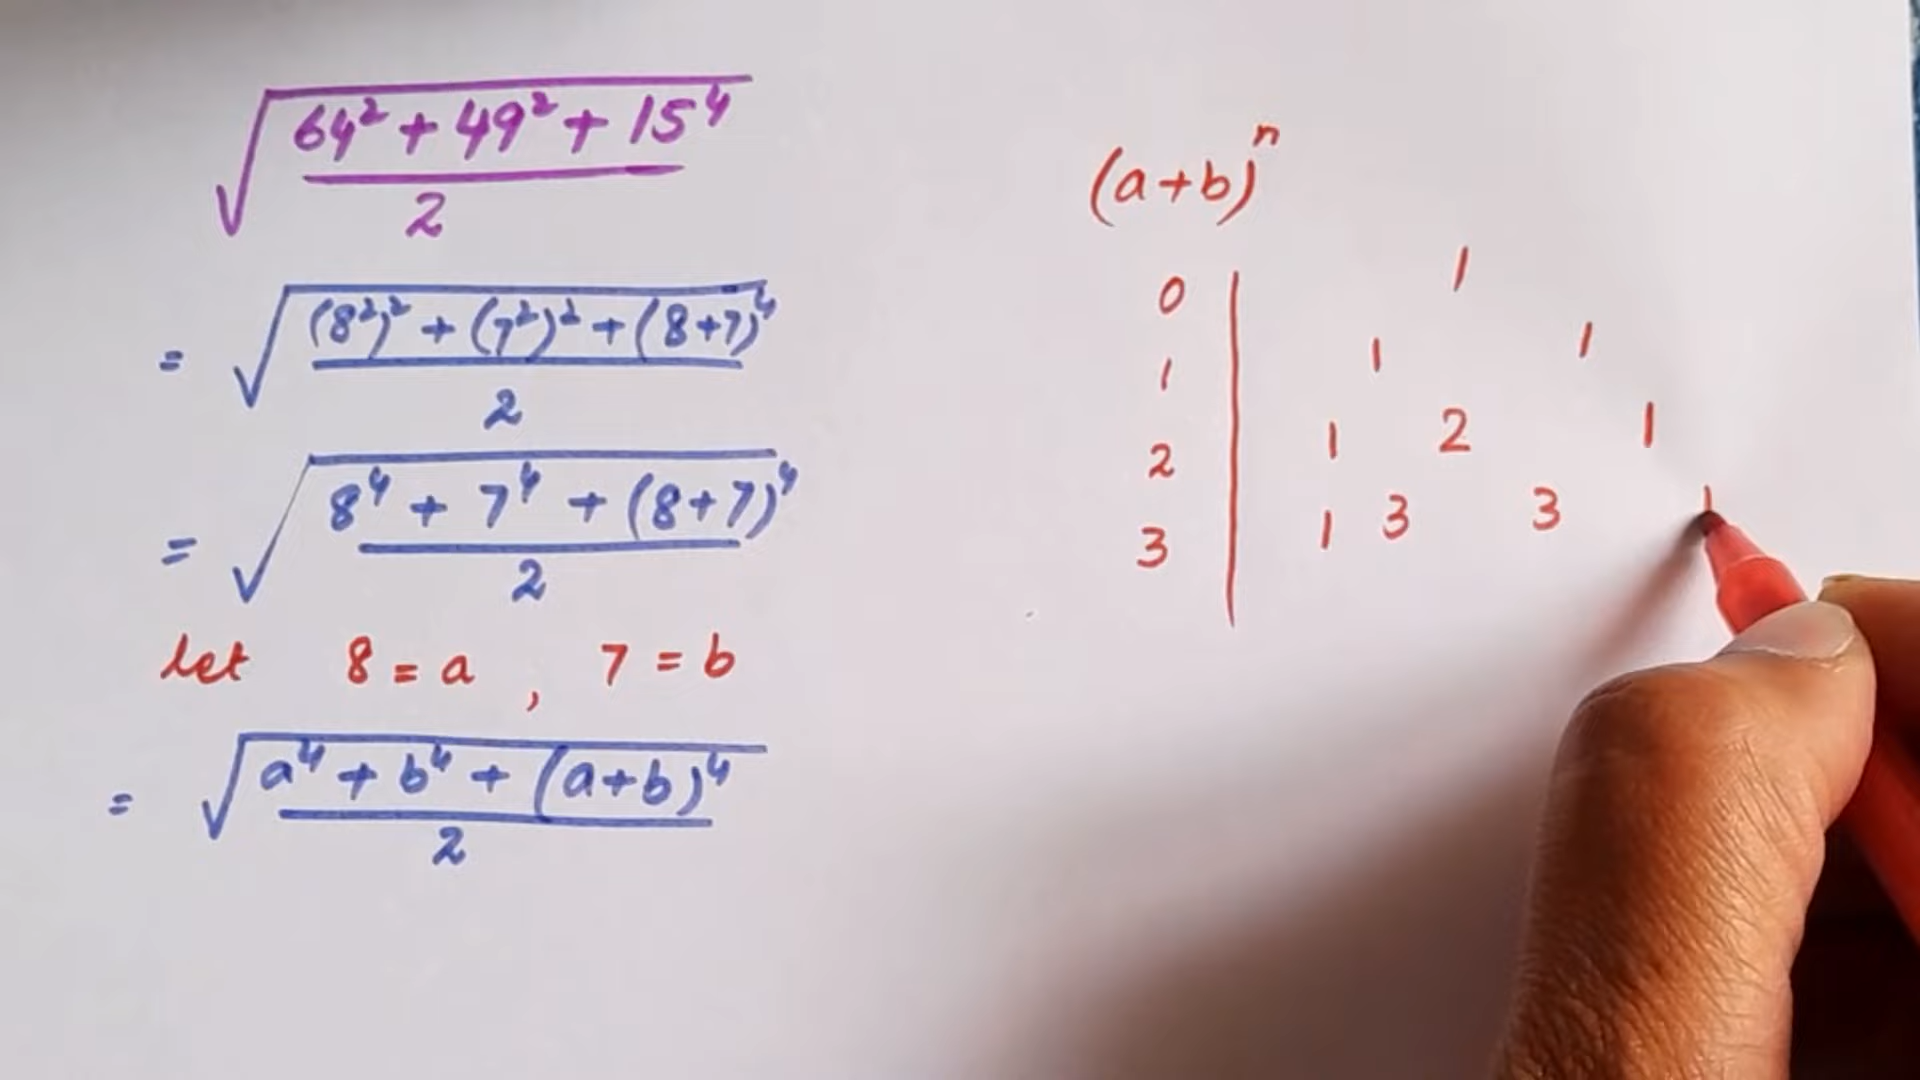 √((64² + 49² + 15⁴)/2)
= √(((8²)² + (7²)² + (8+7)⁴)/2)
= √((8⁴ + 7⁴ + (8+7)⁴)/2)
let 8 = a , 7 = b
= √((a⁴ + b⁴ + (a+b)⁴)/2)
(a+b)ⁿ
0 | 1
1 | 1 1
2 | 1 2 1
3 | 1 3 3 1